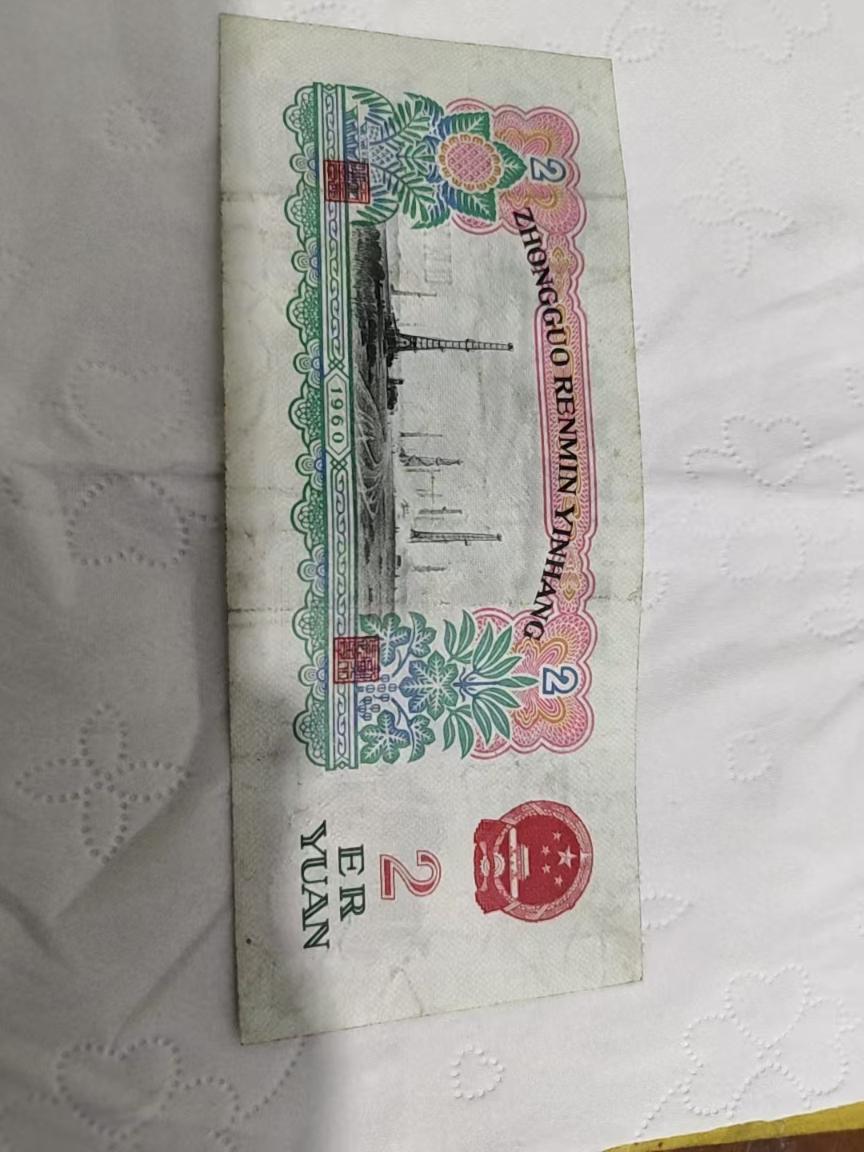 2 2
ZHONGGUO RENMIN YINHANG
1960
2
ER
YUAN